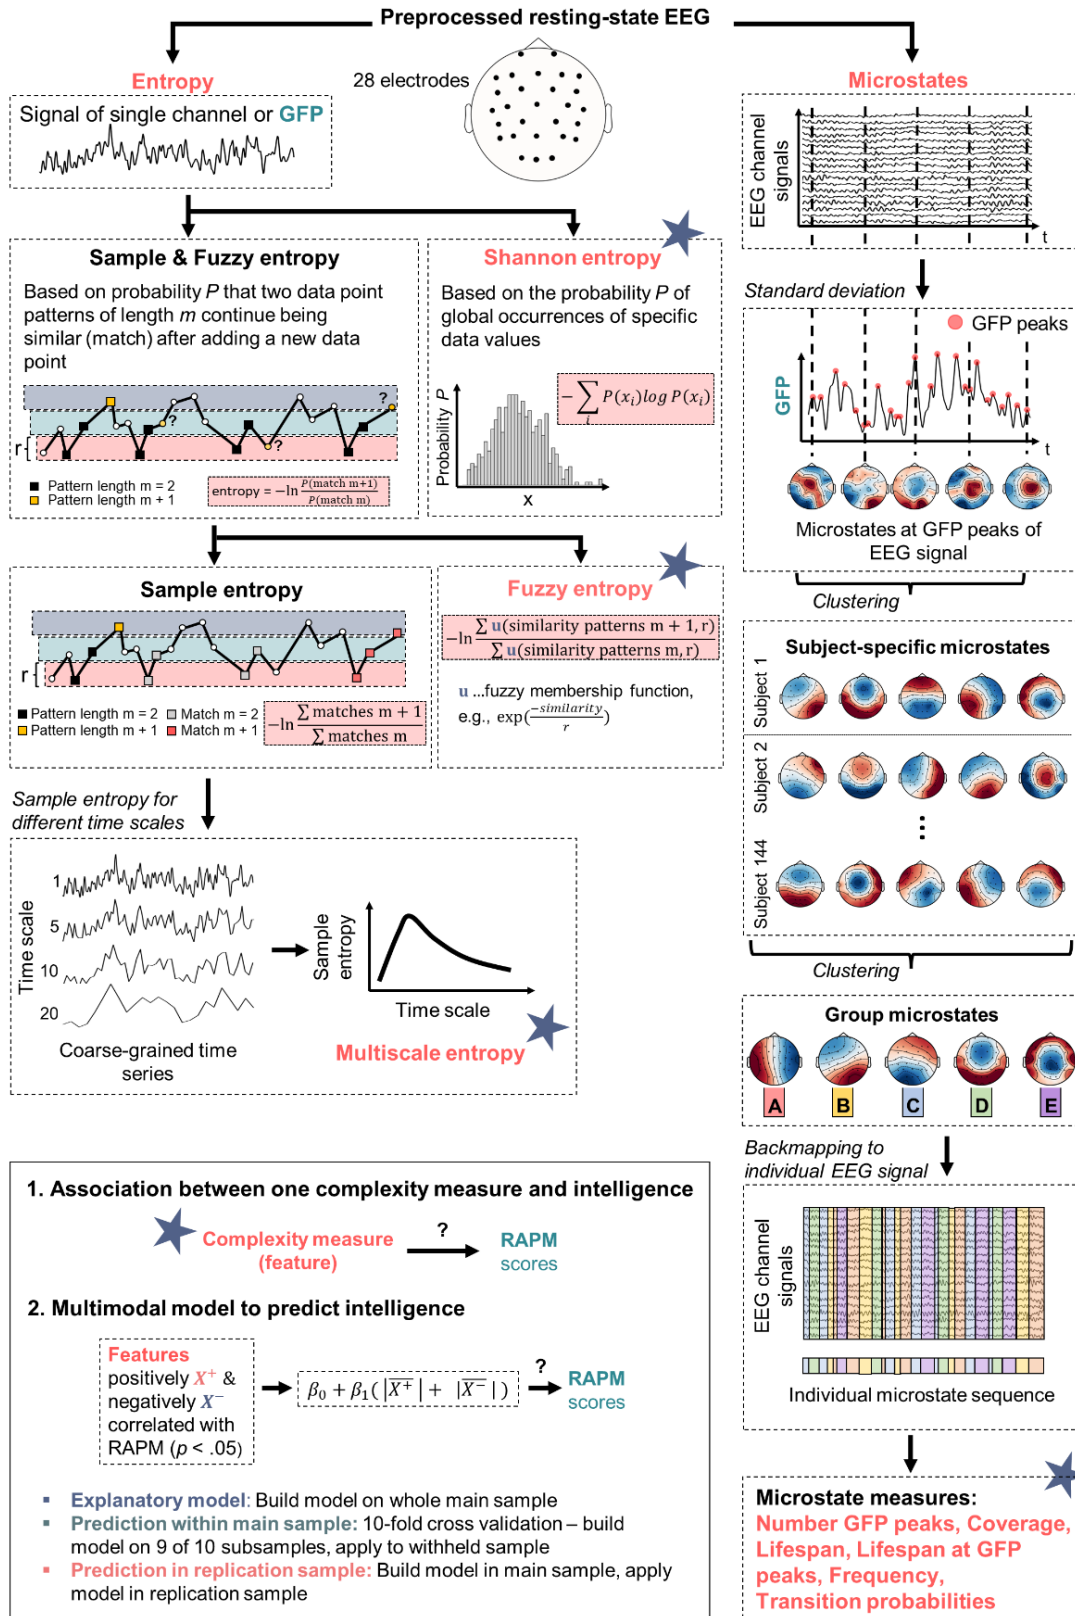 Preprocessed resting-state EEG
Entropy
28 electrodes
Microstates
Signal of single channel or GFP
EEG channel
signals
t
Sample & Fuzzy entropy
Based on probability P that two data point
patterns of length m continue being
similar (match) after adding a new data
point
?
?
?
r
Pattern length m = 2
Pattern length m + 1
entropy = −ln P(match m+1) / P(match m)
Shannon entropy
Based on the probability P of
global occurrences of specific
data values
Probability P
− ∑ i P(x_i) log P(x_i)
X
Standard deviation
GFP peaks
GFP
t
Microstates at GFP peaks of
EEG signal
Clustering
Sample entropy
r
Pattern length m = 2
Match m = 2
Pattern length m + 1
Match m + 1
−ln ∑ matches m + 1 / ∑ matches m
Fuzzy entropy
−ln ∑ u(similarity patterns m + 1, r) / ∑ u(similarity patterns m, r)
u ...fuzzy membership function,
e.g., exp(−similarity / r)
Subject-specific microstates
Subject 1
Subject 2
Subject 144
Clustering
Sample entropy for
different time scales
Time scale
1
5
10
20
Coarse-grained time
series
Sample
entropy
Time scale
Multiscale entropy
Group microstates
A B C D E
Backmapping to
individual EEG signal
EEG channel
signals
Individual microstate sequence
1. Association between one complexity measure and intelligence
Complexity measure
(feature)
?
RAPM
scores
2. Multimodal model to predict intelligence
Features
positively X⁺ &
negatively X⁻
correlated with
RAPM (p < .05)
β₀ + β₁( |X̅⁺| + |X̅⁻| )
?
RAPM
scores
▪ Explanatory model: Build model on whole main sample
▪ Prediction within main sample: 10-fold cross validation – build
model on 9 of 10 subsamples, apply to withheld sample
▪ Prediction in replication sample: Build model in main sample, apply
model in replication sample
Microstate measures:
Number GFP peaks, Coverage,
Lifespan, Lifespan at GFP
peaks, Frequency,
Transition probabilities